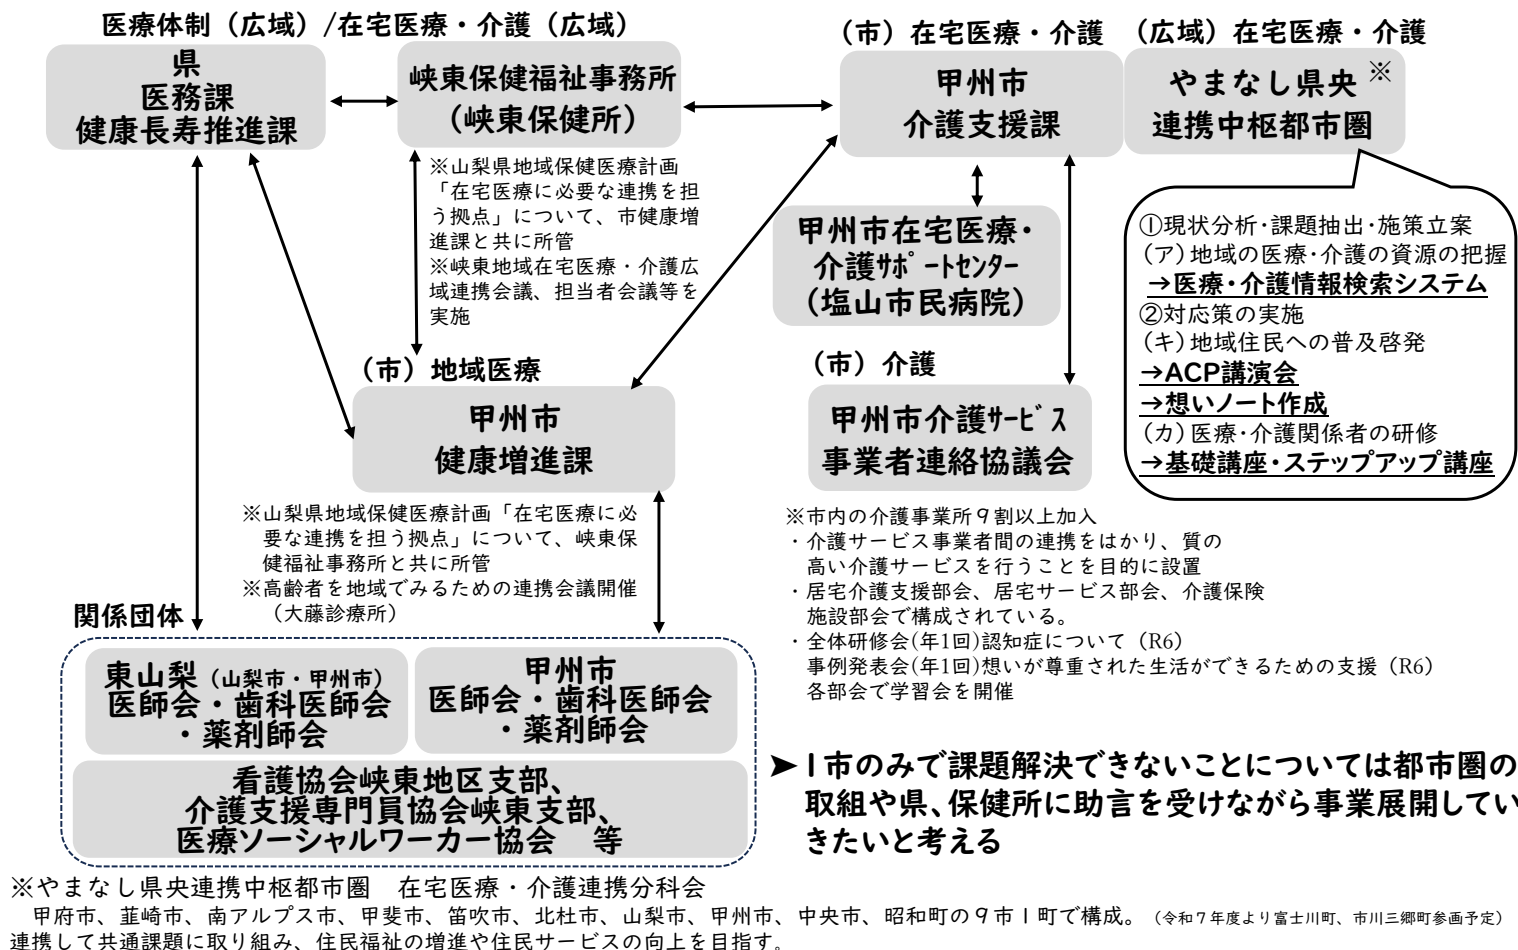 医療体制（広域）/在宅医療・介護（広域）
県
医務課
健康長寿推進課
峡東保健福祉事務所
（峡東保健所）
※山梨県地域保健医療計画
「在宅医療に必要な連携を担
う拠点」について、市健康増
進課と共に所管
※峡東地域在宅医療・介護広
域連携会議、担当者会議等を
実施
（市）在宅医療・介護
甲州市
介護支援課
（広域）在宅医療・介護
やまなし県央※
連携中枢都市圏
甲州市在宅医療・
介護ｻﾎﾟｰﾄｾﾝﾀｰ
（塩山市民病院）
①現状分析・課題抽出・施策立案
（ア）地域の医療・介護の資源の把握
→医療・介護情報検索システム
②対応策の実施
（キ）地域住民への普及啓発
→ACP講演会
→想いノート作成
（カ）医療・介護関係者の研修
→基礎講座・ステップアップ講座
（市）地域医療
甲州市
健康増進課
※山梨県地域保健医療計画「在宅医療に必
要な連携を担う拠点」について、峡東保
健福祉事務所と共に所管
※高齢者を地域でみるための連携会議開催
（大藤診療所）
（市）介護
甲州市介護ｻｰﾋﾞｽ
事業者連絡協議会
※市内の介護事業所９割以上加入
・介護サービス事業者間の連携をはかり、質の
高い介護サービスを行うことを目的に設置
・居宅介護支援部会、居宅サービス部会、介護保険
施設部会で構成されている。
・全体研修会(年1回)認知症について（R6）
事例発表会(年1回)想いが尊重された生活ができるための支援（R6）
各部会で学習会を開催
関係団体
東山梨（山梨市・甲州市）
医師会・歯科医師会
・薬剤師会
甲州市
医師会・歯科医師会
・薬剤師会
看護協会峡東地区支部、
介護支援専門員協会峡東支部、
医療ソーシャルワーカー協会　等
➤１市のみで課題解決できないことについては都市圏の
取組や県、保健所に助言を受けながら事業展開してい
きたいと考える
※やまなし県央連携中枢都市圏　在宅医療・介護連携分科会
甲府市、韮崎市、南アルプス市、甲斐市、笛吹市、北杜市、山梨市、甲州市、中央市、昭和町の９市１町で構成。（令和７年度より富士川町、市川三郷町参画予定）
連携して共通課題に取り組み、住民福祉の増進や住民サービスの向上を目指す。